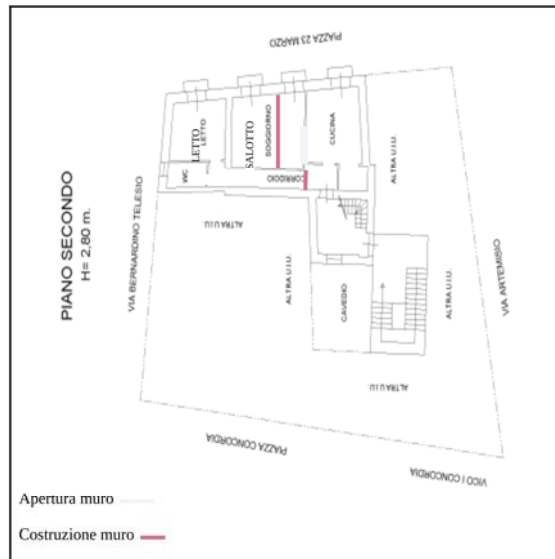 PIAZZA 23 MARZO
PIANO SECONDO
H= 2,80 m.
VIA BERNARDINO TELESIO
LETTO
LETTO
SALOTTO
SOGGIORNO
CUCINA
WC
CORRIDOIO
ALTRA U.I.U.
ALTRA U.I.U.
ALTRA U.I.U.
CAVEDIO
ALTRA U.I.U.
ALTRA U.I.U.
VIA ARTEMISIO
PIAZZA CONCORDIA
VICO I CONCORDIA
Apertura muro
Costruzione muro